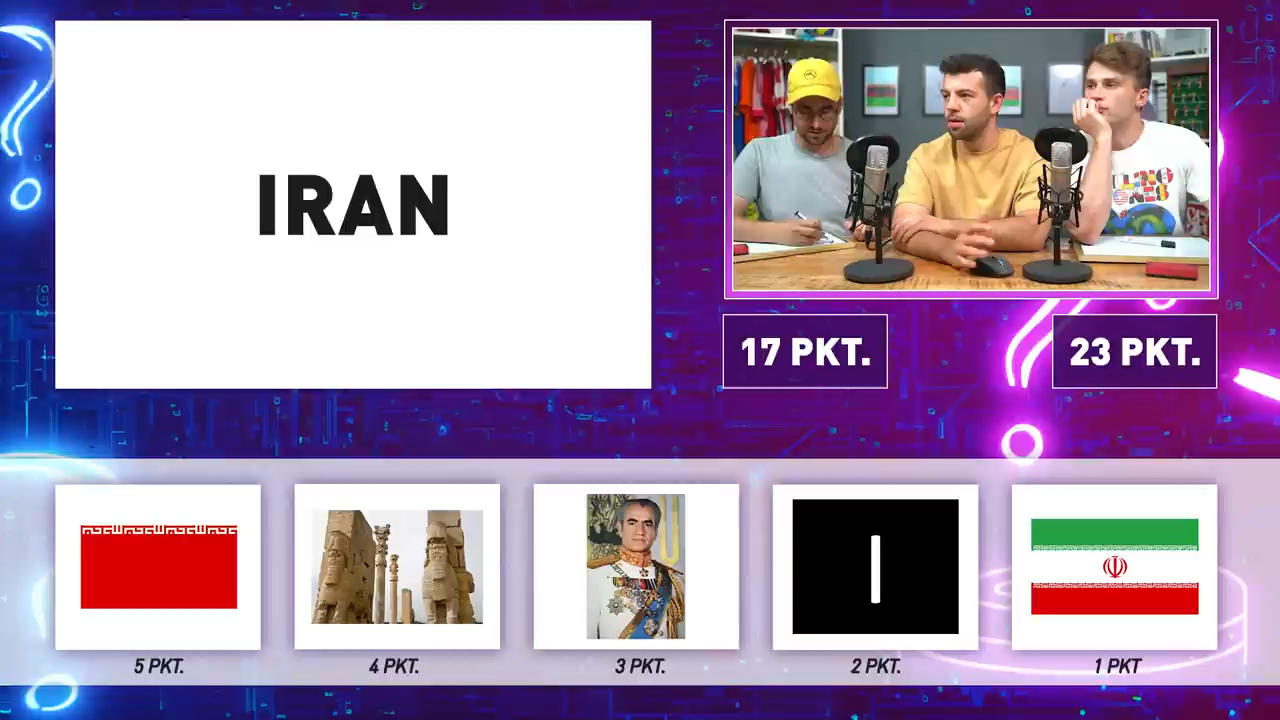 IRAN
17 PKT.
23 PKT.
I
5 PKT.
4 PKT.
3 PKT.
2 PKT.
1 PKT